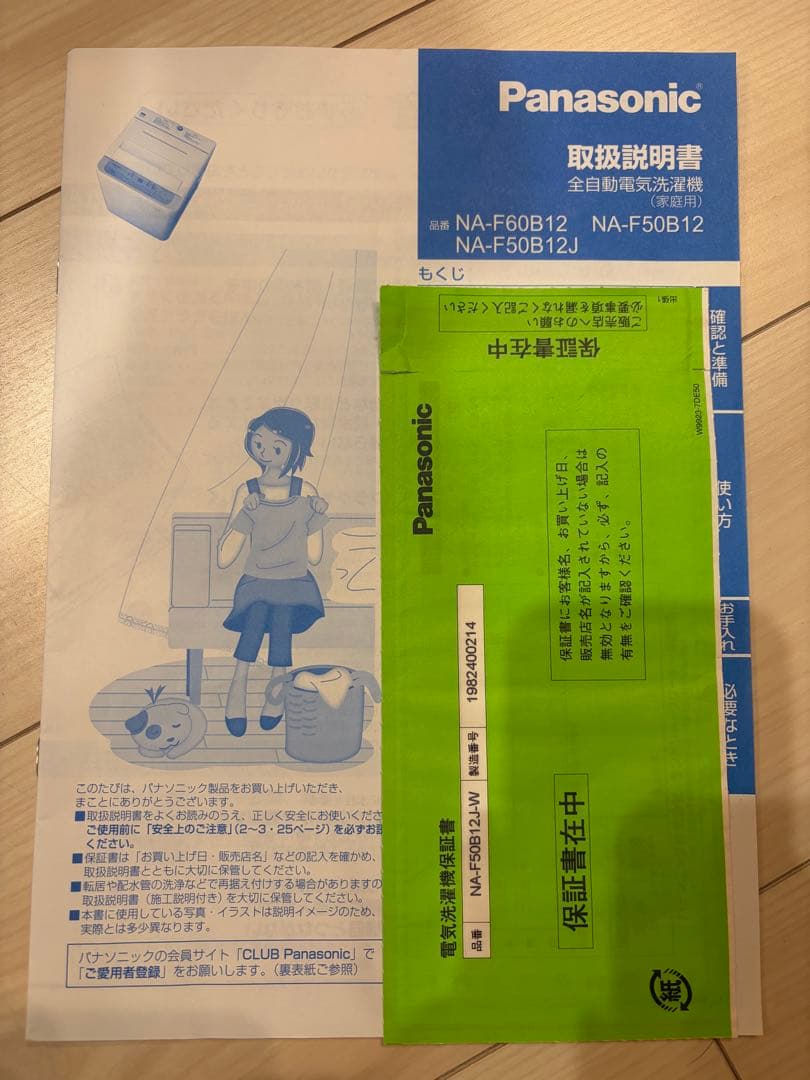 Panasonic
取扱説明書
全自動電気洗濯機
(家庭用)
品番 NA-F60B12 NA-F50B12
NA-F50B12J
もくじ
確認と準備
使い方
お手入れ
必要なとき
このたびは、パナソニック製品をお買い上げいただき、
まことにありがとうございます。
■取扱説明書をよくお読みのうえ、正しく安全にお使いくださ
ご使用前に「安全上のご注意」(2~3・25ページ)を必ずお読
ください。
■保証書は「お買い上げ日・販売店名」などの記入を確かめ、
取扱説明書とともに大切に保管してください。
■転居や配水管の洗浄などで再据え付けする場合がありますの
取扱説明書(施工説明付き)を大切に保管してください。
■本書に使用している写真・イラストは説明イメージのため、
実際とは多少異なります。
パナソニックの会員サイト「CLUB Panasonic」で
「ご愛用者登録」をお願いします。(裏表紙ご参照)
出張1
ご販売店へのお願い
必要事項を漏れなくご記入ください
保証書在中
W9923-7DE50
Panasonic
保証書にお客様名、お買い上げ日、
販売店名が記入されていない場合は
無効となりますから、必ず、記入の
有無をご確認ください。
電気洗濯機保証書
品番 NA-F50B12J-W 製造番号 1982400214
保証書在中
紙